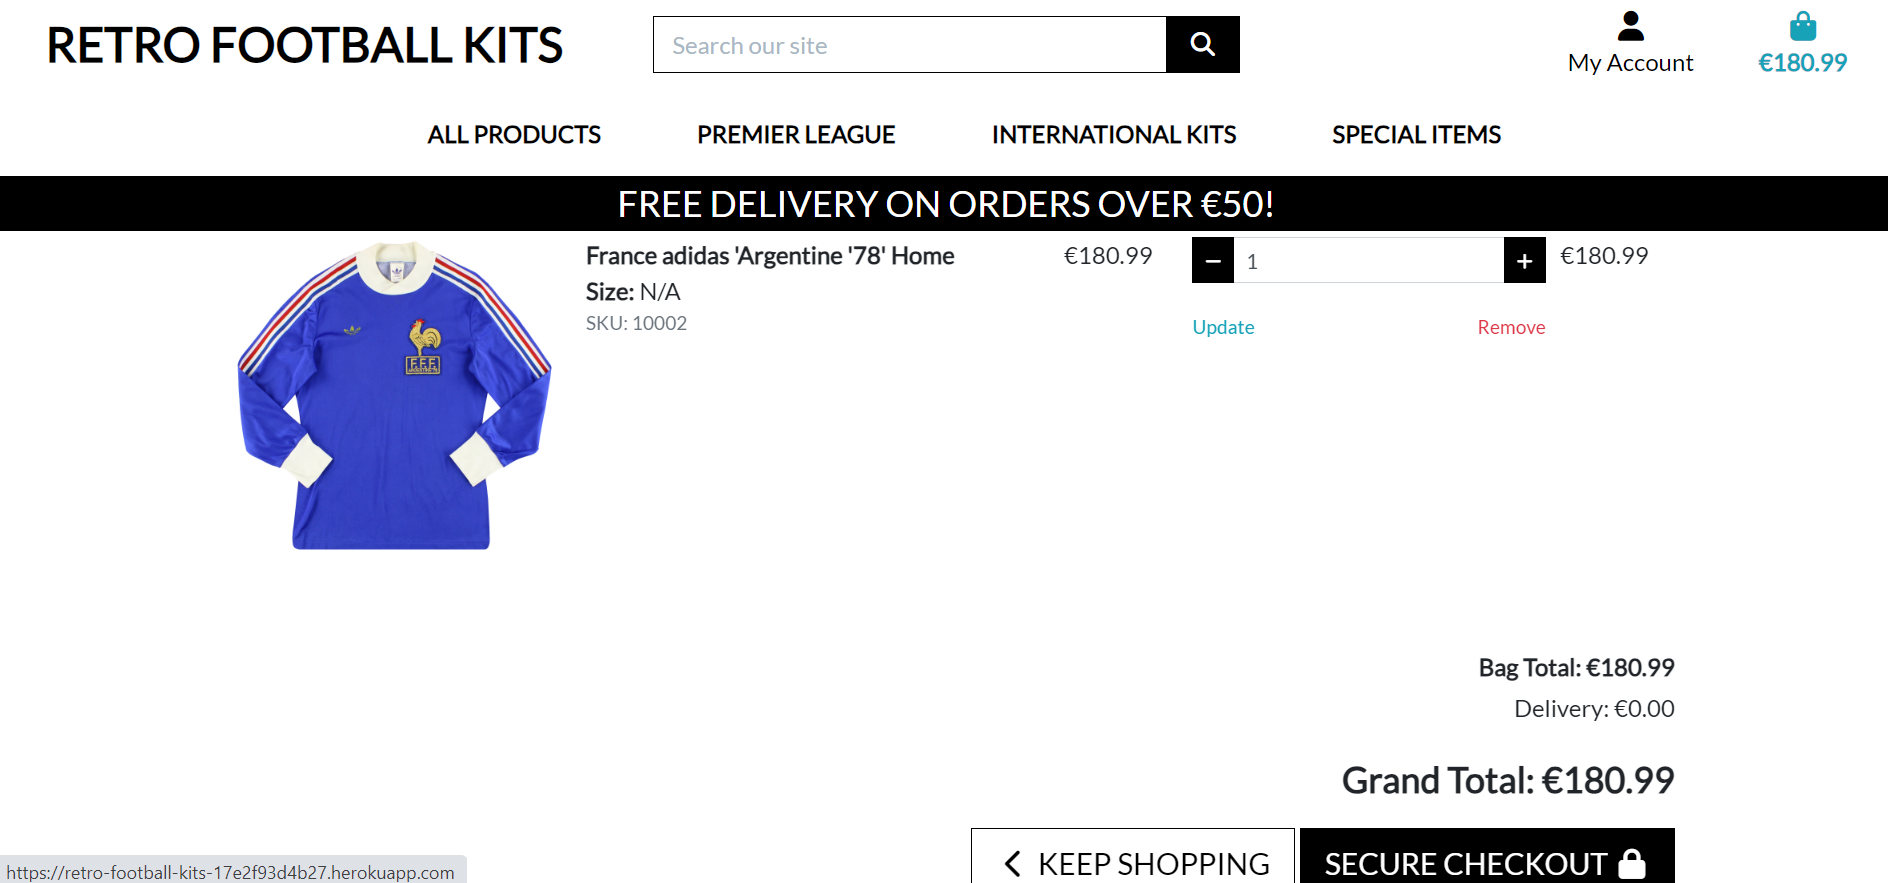 RETRO FOOTBALL KITS
Search our site
My Account
€180.99
ALL PRODUCTS
PREMIER LEAGUE
INTERNATIONAL KITS
SPECIAL ITEMS
FREE DELIVERY ON ORDERS OVER €50!
F.F.F.
France adidas 'Argentine '78' Home
Size: N/A
SKU: 10002
€180.99
1
€180.99
Update
Remove
Bag Total: €180.99
Delivery: €0.00
Grand Total: €180.99
KEEP SHOPPING
SECURE CHECKOUT
https://retro-football-kits-17e2f93d4b27.herokuapp.com